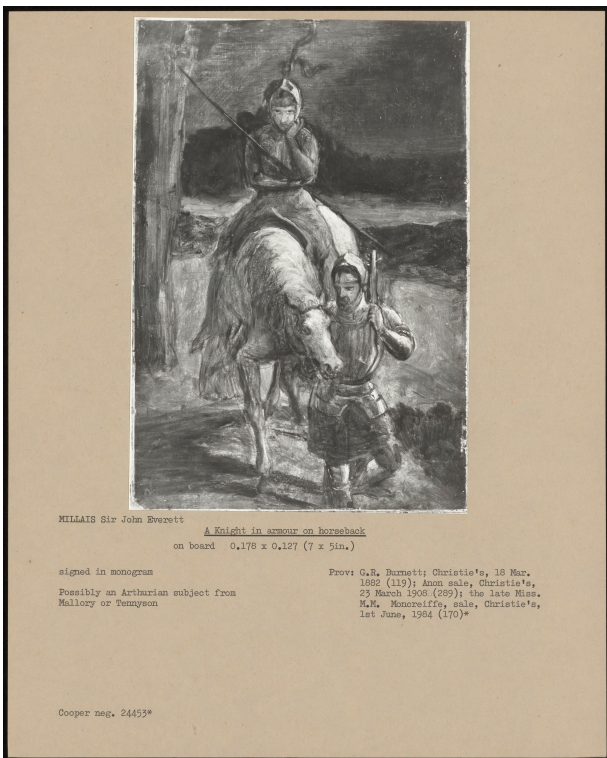 MILLAIS Sir John Everett
A Knight in armour on horseback
on board 0.178 x 0.127 (7 x 5in.)
signed in monogram
Possibly an Arthurian subject from
Mallory or Tennyson
Prov: G.R. Burnett; Christie's, 18 Mar.
1882 (119); Anon sale, Christie's,
23 March 1908 (289); the late Miss.
M.M. Moncreiffe, sale, Christie's,
1st June, 1984 (170)*
Cooper neg. 24453*